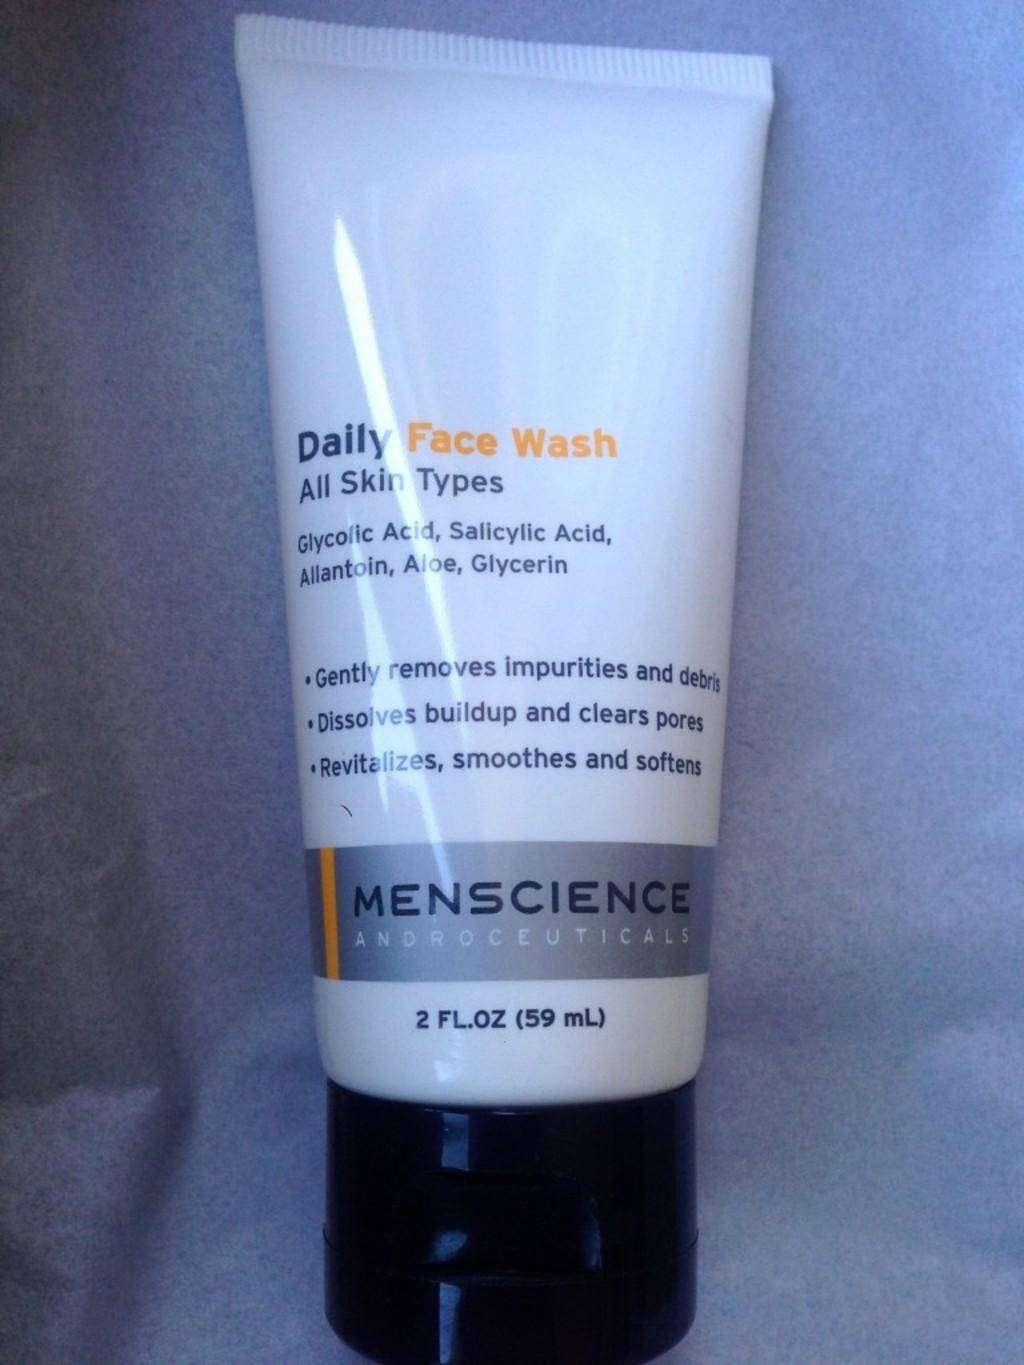 Daily Face Wash
All Skin Types
Glycolic Acid, Salicylic Acid,
Allantoin, Aloe, Glycerin
• Gently removes impurities and debris
• Dissolves buildup and clears pores
• Revitalizes, smoothes and softens
MENSCIENCE
ANDROCEUTICALS
2 FL.OZ (59 mL)